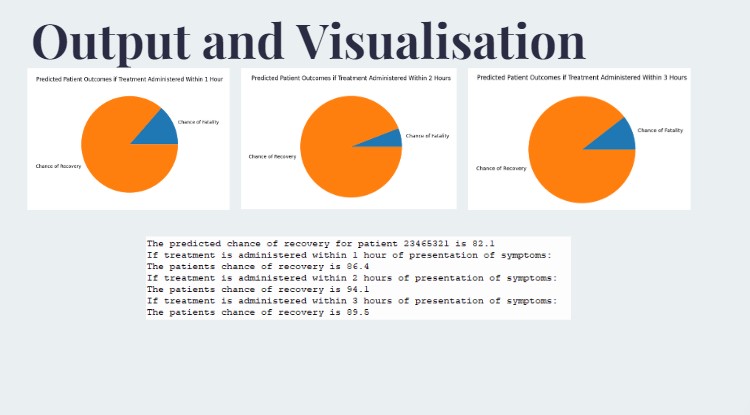 Output and Visualisation
Predicted Patient Outcomes if Treatment Administered Within 1 Hour
Chance of Fatality
Chance of Recovery
Predicted Patient Outcomes if Treatment Administered Within 2 Hours
Chance of Fatality
Chance of Recovery
Predicted Patient Outcomes if Treatment Administered Within 3 Hours
Chance of Fatality
Chance of Recovery
The predicted chance of recovery for patient 23465321 is 82.1
If treatment is administered within 1 hour of presentation of symptoms:
The patients chance of recovery is 86.4
If treatment is administered within 2 hours of presentation of symptoms:
The patients chance of recovery is 94.1
If treatment is administered within 3 hours of presentation of symptoms:
The patients chance of recovery is 89.5